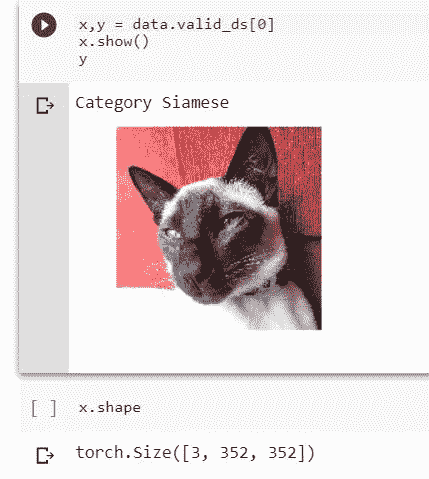 x,y = data.valid_ds[0]
x.show()
y
Category Siamese
[ ] x.shape
torch.Size([3, 352, 352])